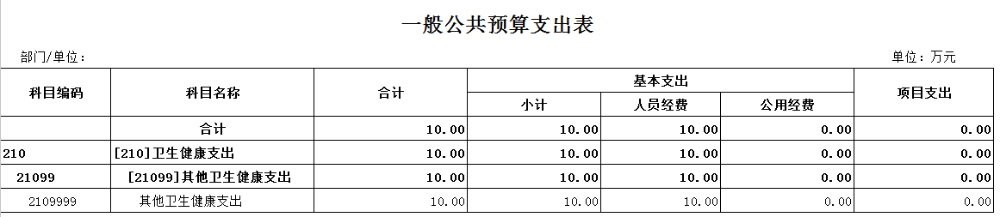 一般公共预算支出表
部门/单位： 单位：万元
科目编码 科目名称 合计 基本支出 项目支出
小计 人员经费 公用经费
合计 10.00 10.00 10.00 0.00 0.00
210 [210]卫生健康支出 10.00 10.00 10.00 0.00 0.00
21099 [21099]其他卫生健康支出 10.00 10.00 10.00 0.00 0.00
2109999 其他卫生健康支出 10.00 10.00 10.00 0.00 0.00